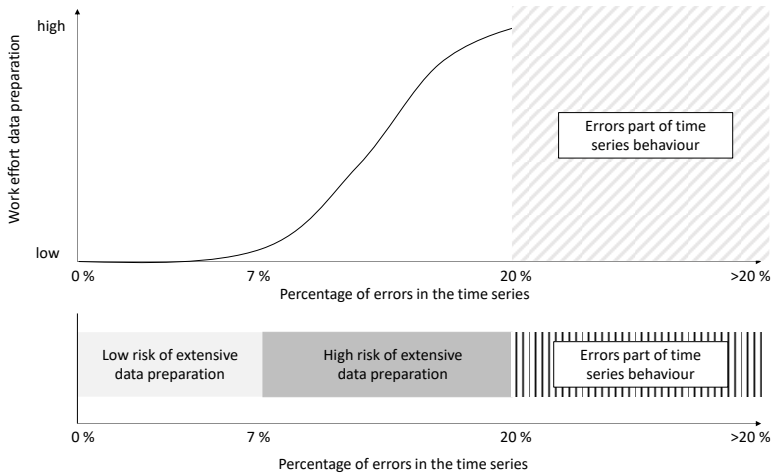 high
Work effort data preparation
Errors part of time
series behaviour
low
0 %
7 %
20 %
>20 %
Percentage of errors in the time series
Low risk of extensive
data preparation
High risk of extensive
data preparation
Errors part of time
series behaviour
0 %
7 %
20 %
>20 %
Percentage of errors in the time series